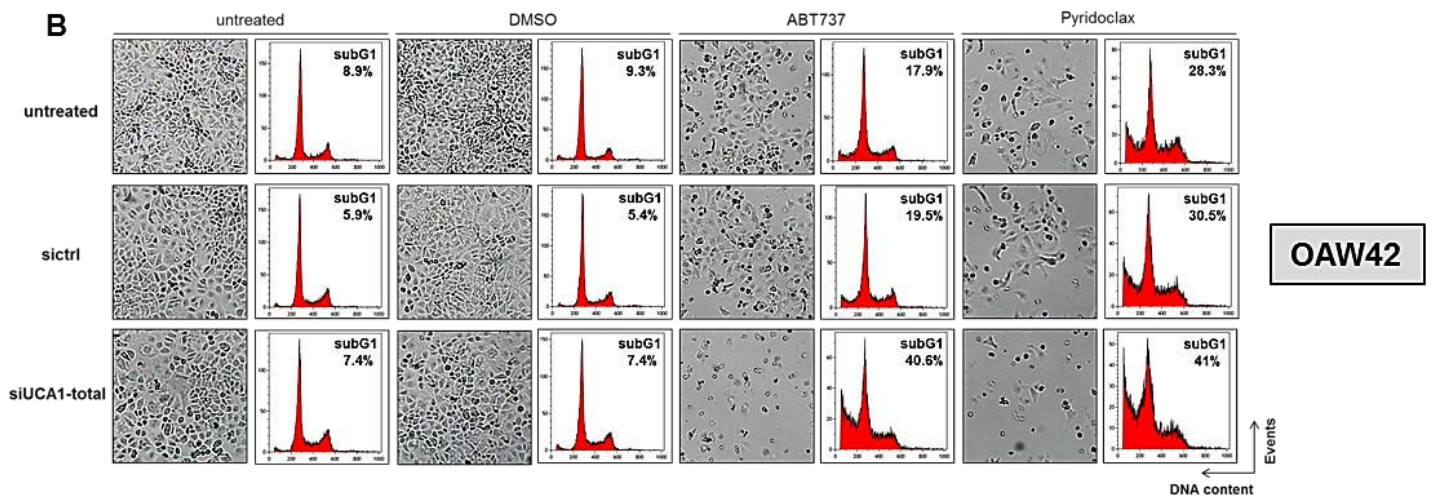 B
untreated DMSO ABT737 Pyridoclax
untreated
subG1
8.9%
subG1
9.3%
subG1
17.9%
subG1
28.3%
sictrl
subG1
5.9%
subG1
5.4%
subG1
19.5%
subG1
30.5%
OAW42
siUCA1-total
subG1
7.4%
subG1
7.4%
subG1
40.6%
subG1
41%
Events
DNA content